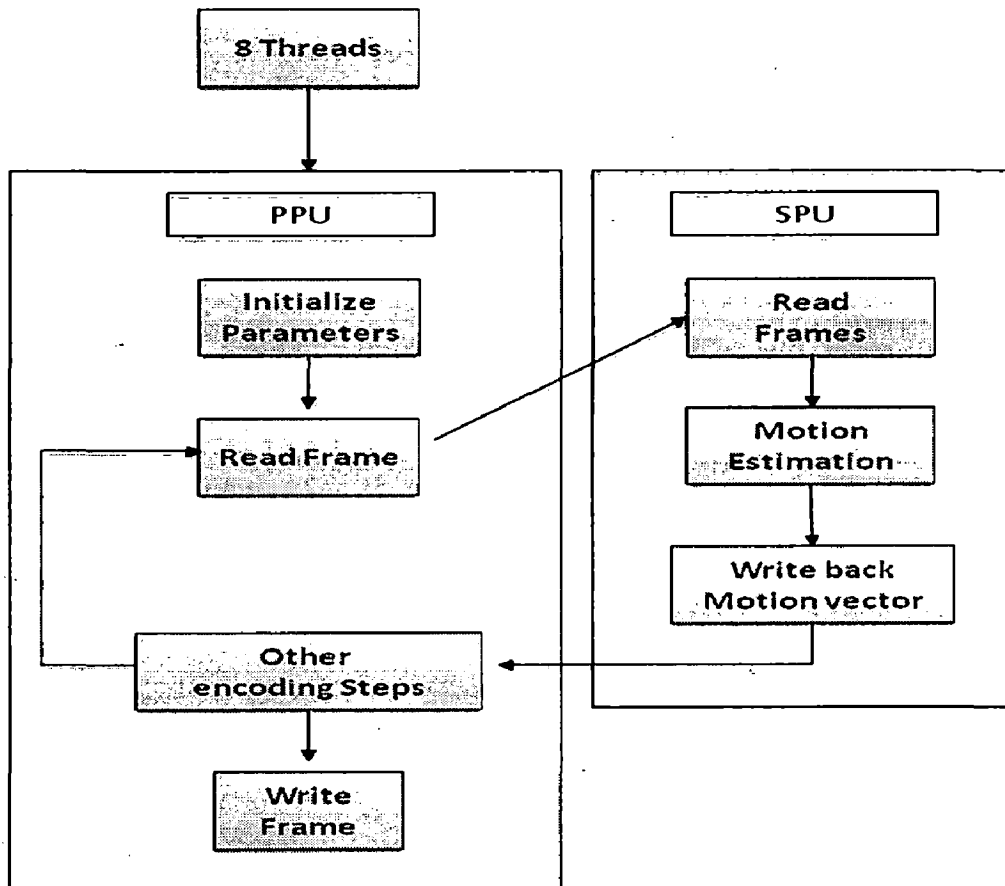 8 Threads
PPU
Initialize
Parameters
Read Frame
Other
encoding Steps
Write
Frame
SPU
Read
Frames
Motion
Estimation
Write back
Motion vector